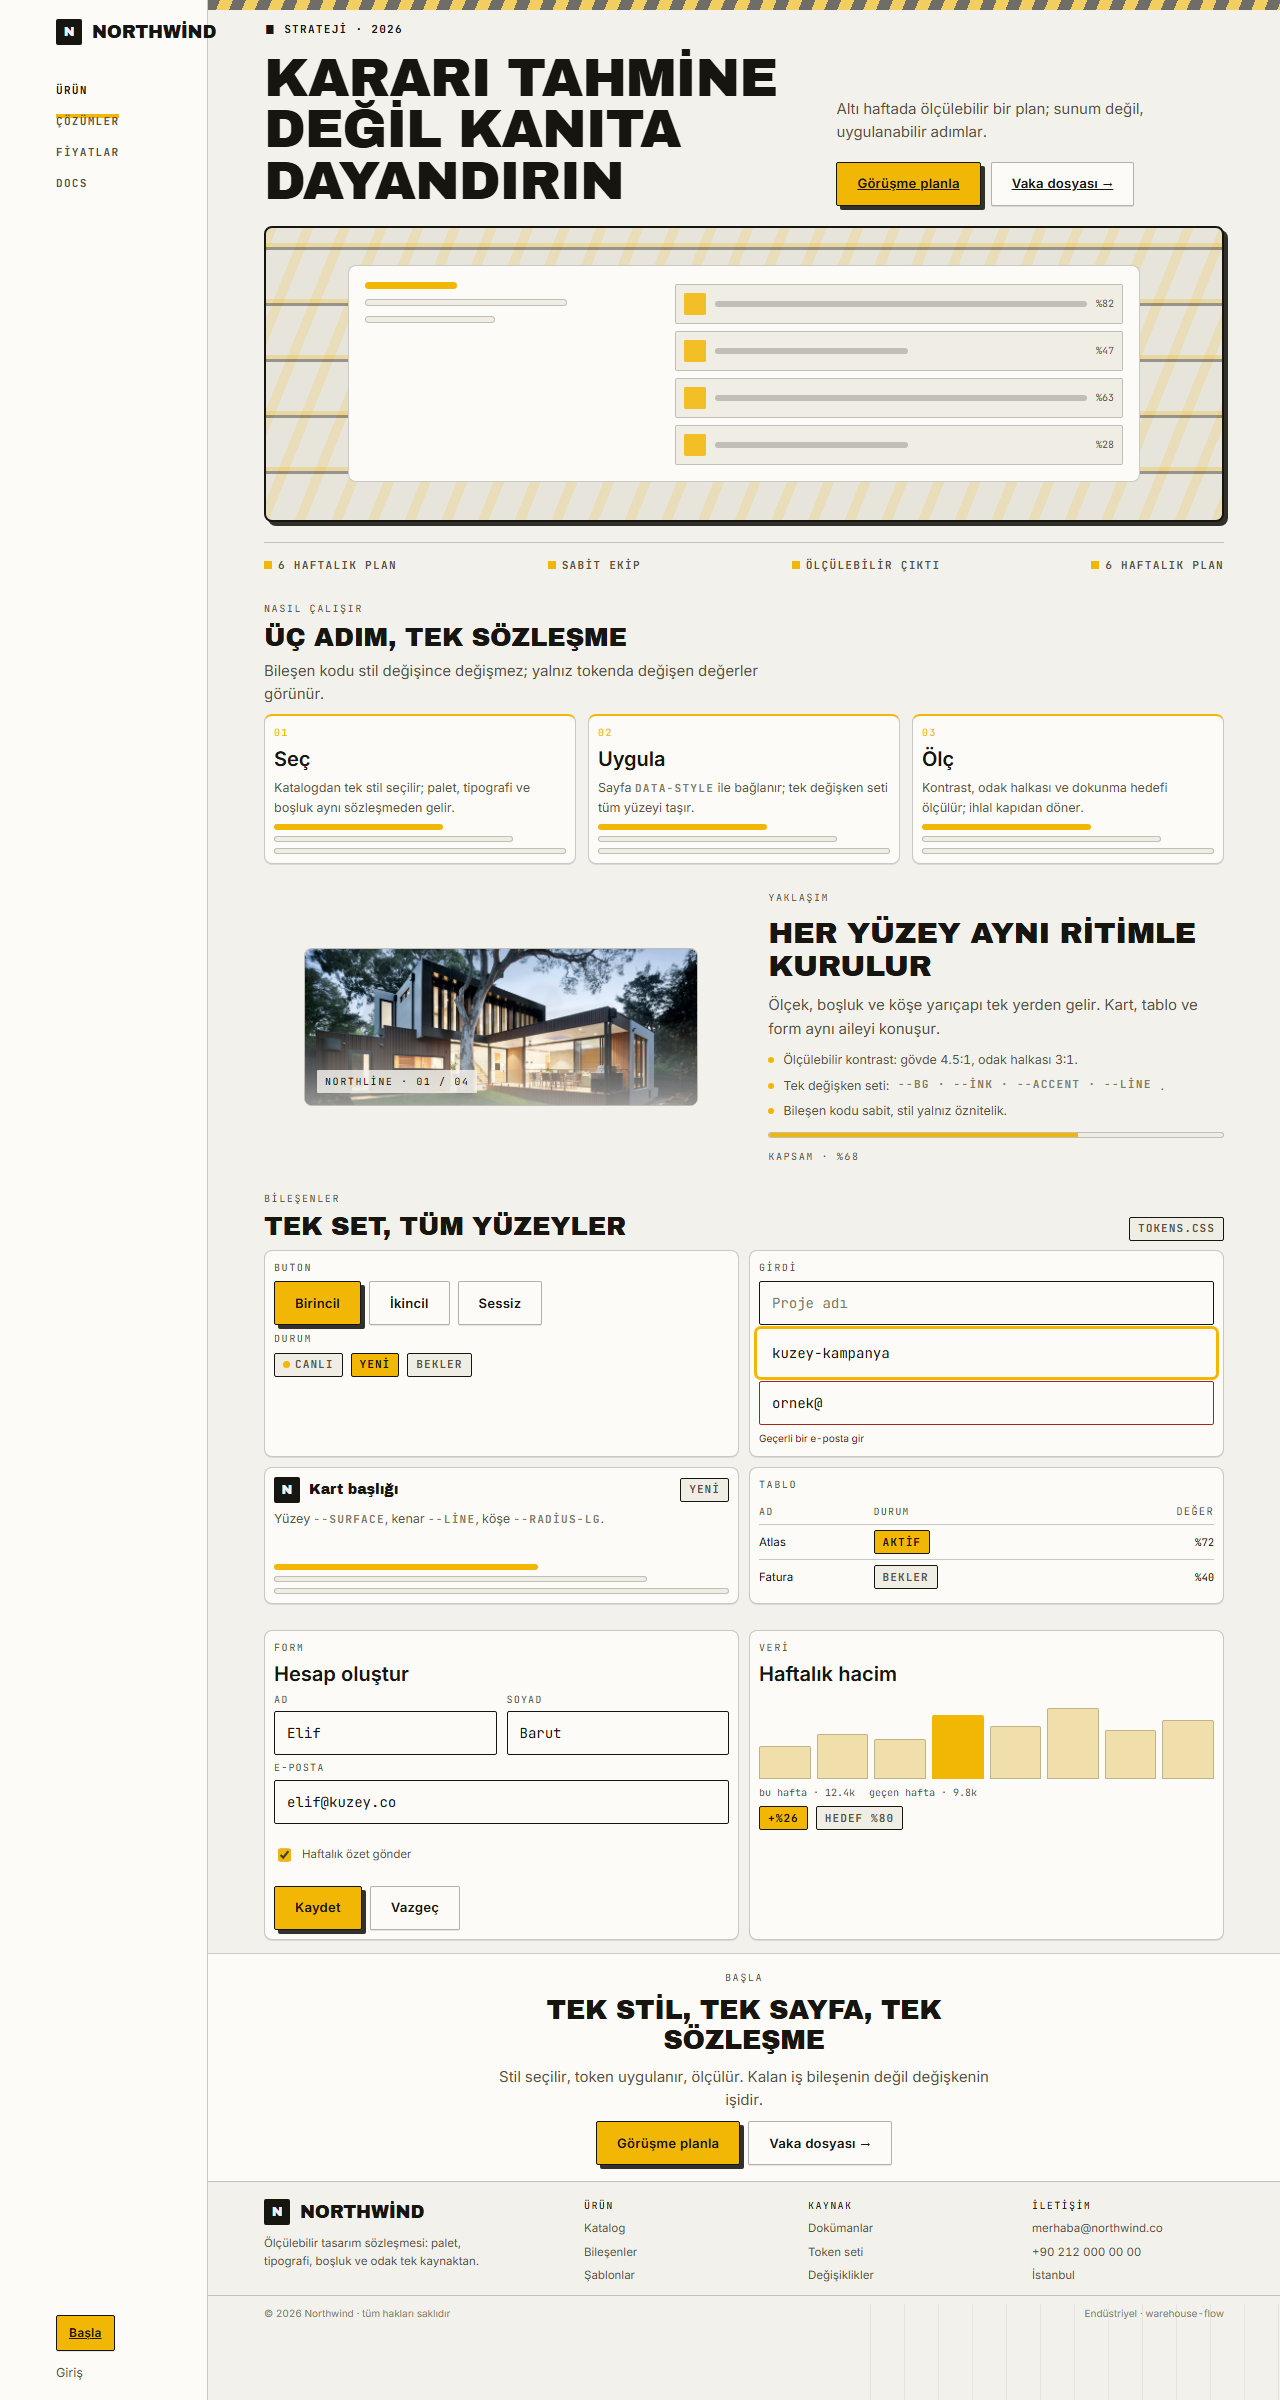 N NORTHWİND
ÜRÜN
ÇÖZÜMLER
FİYATLAR
DOCS
STRATEJİ · 2026
KARARI TAHMİNE
DEĞİL KANITA
DAYANDIRIN
Altı haftada ölçülebilir bir plan; sunum değil,
uygulanabilir adımlar.
Görüşme planla
Vaka dosyası →
%82
%47
%63
%28
6 HAFTALIK PLAN
SABİT EKİP
ÖLÇÜLEBİLİR ÇIKTI
6 HAFTALIK PLAN
NASIL ÇALIŞIR
ÜÇ ADIM, TEK SÖZLEŞME
Bileşen kodu stil değişince değişmez; yalnız tokenda değişen değerler
görünür.
01
Seç
Katalogdan tek stil seçilir; palet, tipografi ve
boşluk aynı sözleşmeden gelir.
02
Uygula
Sayfa DATA-STYLE ile bağlanır; tek değişken seti
tüm yüzeyi taşır.
03
Ölç
Kontrast, odak halkası ve dokunma hedefi
ölçülür; ihlal kapıdan döner.
NORTHLİNE · 01 / 04
YAKLAŞIM
HER YÜZEY AYNI RİTİMLE
KURULUR
Ölçek, boşluk ve köşe yarıçapı tek yerden gelir. Kart, tablo ve
form aynı aileyi konuşur.
Ölçülebilir kontrast: gövde 4.5:1, odak halkası 3:1.
Tek değişken seti: --BG · --İNK · --ACCENT · --LİNE .
Bileşen kodu sabit, stil yalnız öznitelik.
KAPSAM · %68
BİLEŞENLER
TEK SET, TÜM YÜZEYLER
TOKENS.CSS
BUTON
Birincil
İkincil
Sessiz
DURUM
CANLI
YENİ
BEKLER
GİRDİ
Proje adı
kuzey-kampanya
ornek@
Geçerli bir e-posta gir
N Kart başlığı
YENİ
Yüzey --SURFACE, kenar --LİNE, köşe --RADİUS-LG.
TABLO
AD DURUM DEĞER
Atlas AKTİF %72
Fatura BEKLER %40
FORM
Hesap oluştur
AD
SOYAD
Elif
Barut
E-POSTA
elif@kuzey.co
Haftalık özet gönder
Kaydet
Vazgeç
VERİ
Haftalık hacim
bu hafta · 12.4k geçen hafta · 9.8k
+%26
HEDEF %80
BAŞLA
TEK STİL, TEK SAYFA, TEK
SÖZLEŞME
Stil seçilir, token uygulanır, ölçülür. Kalan iş bileşenin değil değişkenin
işidir.
Görüşme planla
Vaka dosyası →
N NORTHWİND
Ölçülebilir tasarım sözleşmesi: palet,
tipografi, boşluk ve odak tek kaynaktan.
ÜRÜN
Katalog
Bileşenler
Şablonlar
KAYNAK
Dokümanlar
Token seti
Değişiklikler
İLETİŞİM
merhaba@northwind.co
+90 212 000 00 00
İstanbul
© 2026 Northwind · tüm hakları saklıdır
Endüstriyel · warehouse-flow
Başla
Giriş